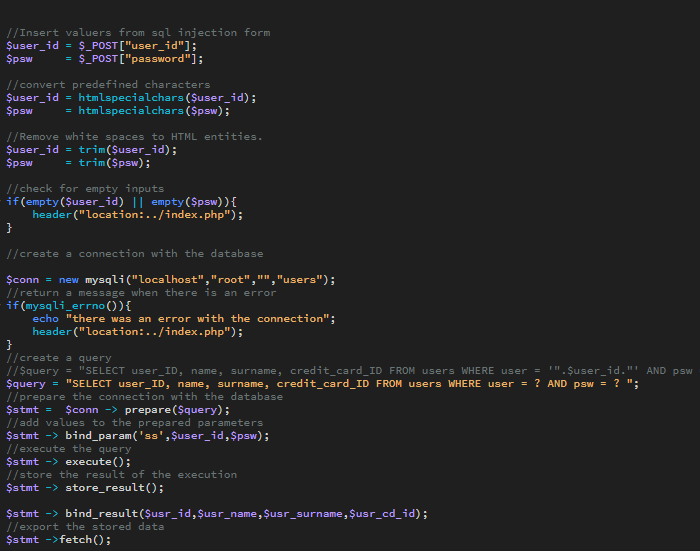 //Insert valuers from sql injection form
$user_id = $_POST["user_id"];
$psw     = $_POST["password"];
//convert predefined characters
$user_id = htmlspecialchars($user_id);
$psw     = htmlspecialchars($psw);
//Remove white spaces to HTML entities.
$user_id = trim($user_id);
$psw     = trim($psw);
//check for empty inputs
if(empty($user_id) || empty($psw)){
    header("location:../index.php");
}
//create a connection with the database
$conn = new mysqli("localhost","root","","users");
//return a message when there is an error
if(mysqli_errno()){
    echo "there was an error with the connection";
    header("location:../index.php");
}
//create a query
//$query = "SELECT user_ID, name, surname, credit_card_ID FROM users WHERE user = '".$user_id."' AND psw
$query = "SELECT user_ID, name, surname, credit_card_ID FROM users WHERE user = ? AND psw = ? ";
//prepare the connection with the database
$stmt =  $conn -> prepare($query);
//add values to the prepared parameters
$stmt -> bind_param('ss',$user_id,$psw);
//execute the query
$stmt -> execute();
//store the result of the execution
$stmt -> store_result();
$stmt -> bind_result($usr_id,$usr_name,$usr_surname,$usr_cd_id);
//export the stored data
$stmt ->fetch();